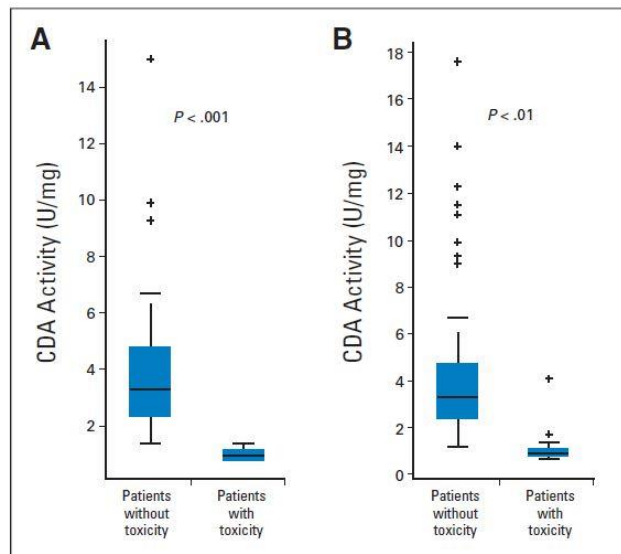 A
CDA Activity (U/mg)
14
12
10
8
6
4
2
P < .001
Patients
without
toxicity
Patients
with
toxicity
B
CDA Activity (U/mg)
18
16
14
12
10
8
6
4
2
0
P < .01
Patients
without
toxicity
Patients
with
toxicity